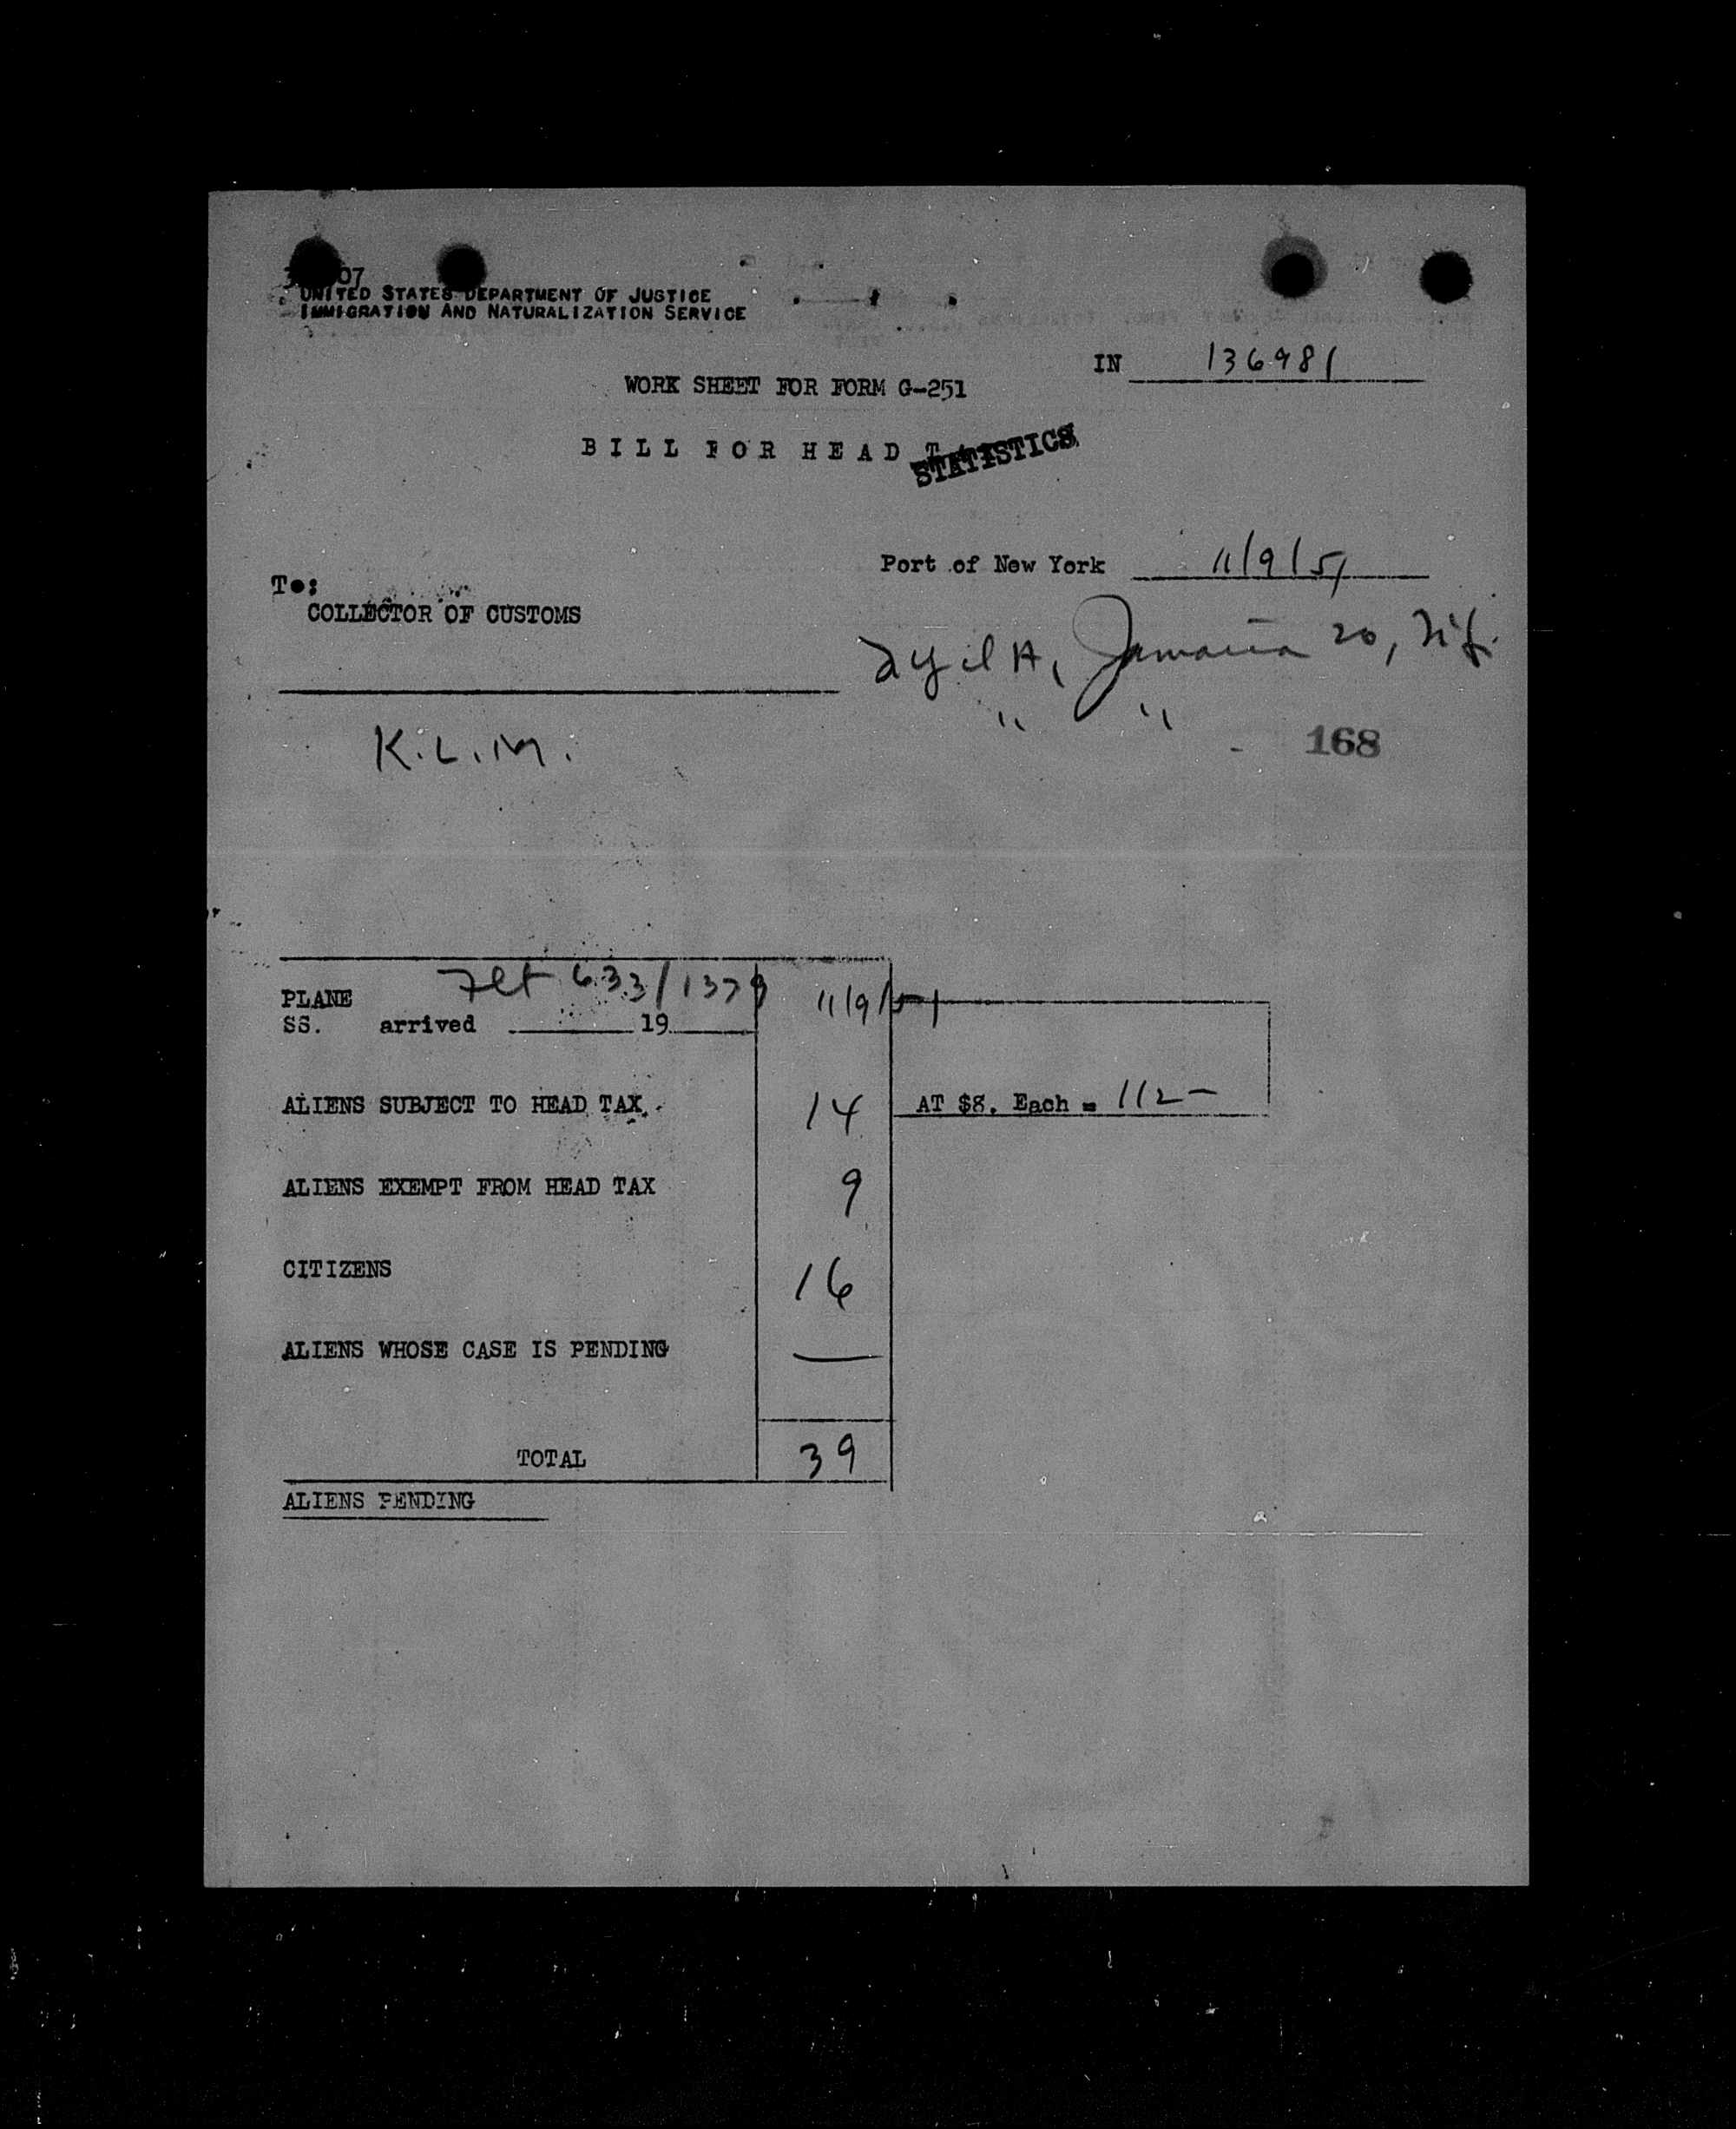 UNITED STATES DEPARTMENT OF JUSTICE
IMMIGRATION AND NATURALIZATION SERVICE
IN 136981
WORK SHEET FOR FORM G-251
BILL FOR HEAD
STATISTICS
Port of New York 11/9/51
To:
COLLECTOR OF CUSTOMS
Jamaica 20, N.Y.
" "
K.L.M.
168
PLANE Flt 633/1379 11/9/51
SS. arrived 19
ALIENS SUBJECT TO HEAD TAX 14 AT $8. Each = 112 -
ALIENS EXEMPT FROM HEAD TAX 9
CITIZENS 16
ALIENS WHOSE CASE IS PENDING —
TOTAL 39
ALIENS PENDING